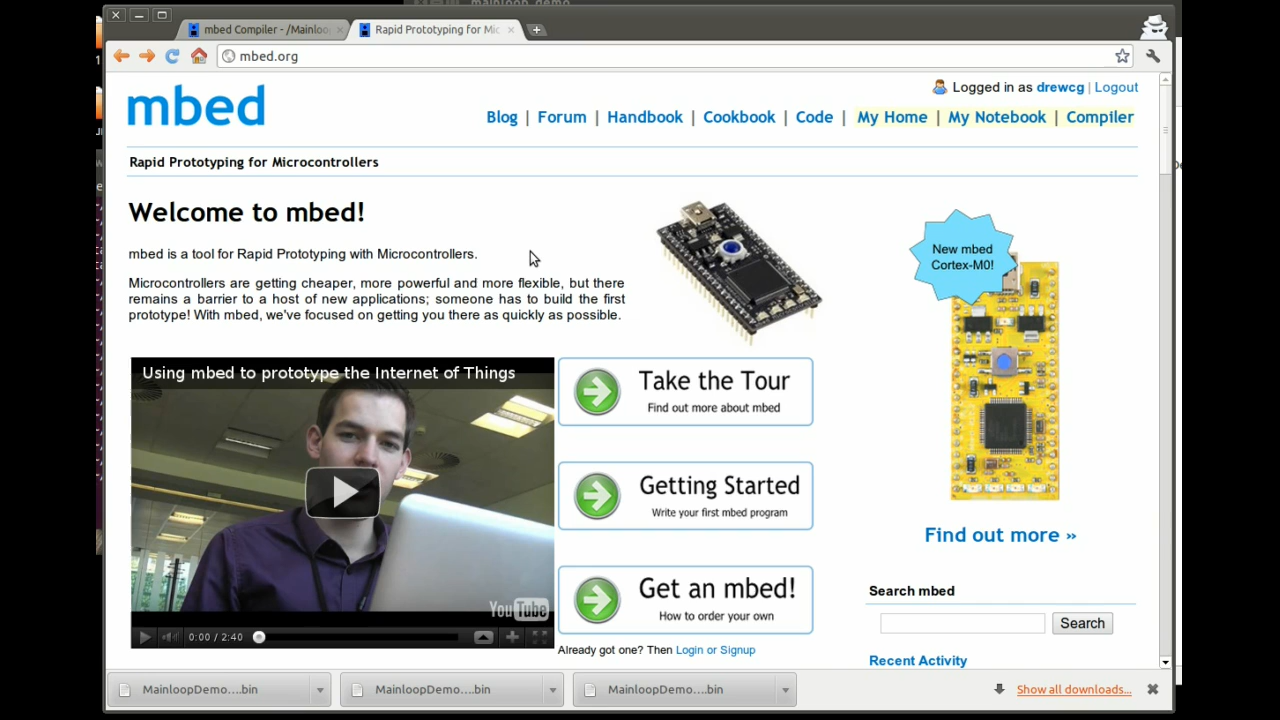 mainloop_demo
mbed Compiler - /Mainloo
Rapid Prototyping for Mic
mbed.org
Logged in as drewcg | Logout
mbed
Blog | Forum | Handbook | Cookbook | Code | My Home | My Notebook | Compiler
Rapid Prototyping for Microcontrollers
Welcome to mbed!
mbed is a tool for Rapid Prototyping with Microcontrollers.
Microcontrollers are getting cheaper, more powerful and more flexible, but there
remains a barrier to a host of new applications; someone has to build the first
prototype! With mbed, we've focused on getting you there as quickly as possible.
New mbed
Cortex-M0!
Find out more »
Using mbed to prototype the Internet of Things
YouTube
0:00 / 2:40
Take the Tour
Find out more about mbed
Getting Started
Write your first mbed program
Get an mbed!
How to order your own
Already got one? Then Login or Signup
Search mbed
Search
Recent Activity
MainloopDemo....bin
MainloopDemo....bin
MainloopDemo....bin
Show all downloads...